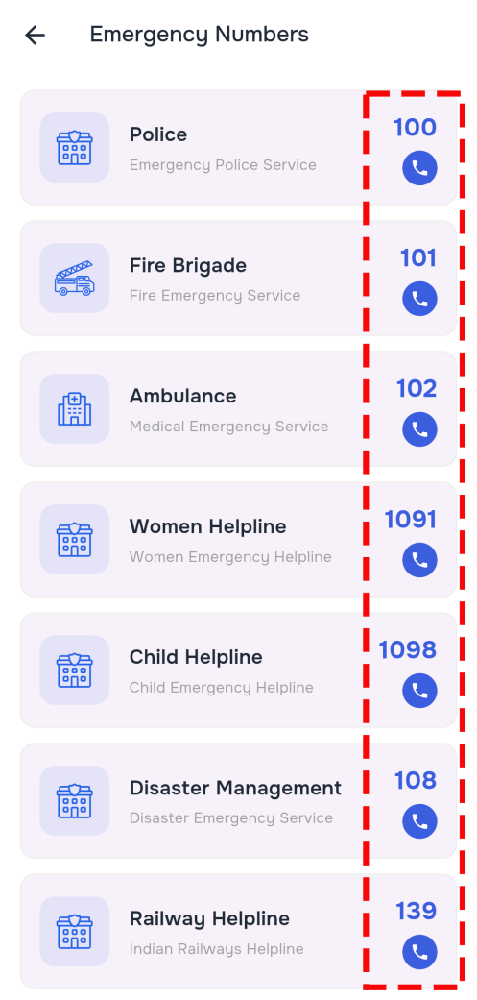 Emergency Numbers
Police
Emergency Police Service
100
Fire Brigade
Fire Emergency Service
101
Ambulance
Medical Emergency Service
102
Women Helpline
Women Emergency Helpline
1091
Child Helpline
Child Emergency Helpline
1098
Disaster Management
Disaster Emergency Service
108
Railway Helpline
Indian Railways Helpline
139